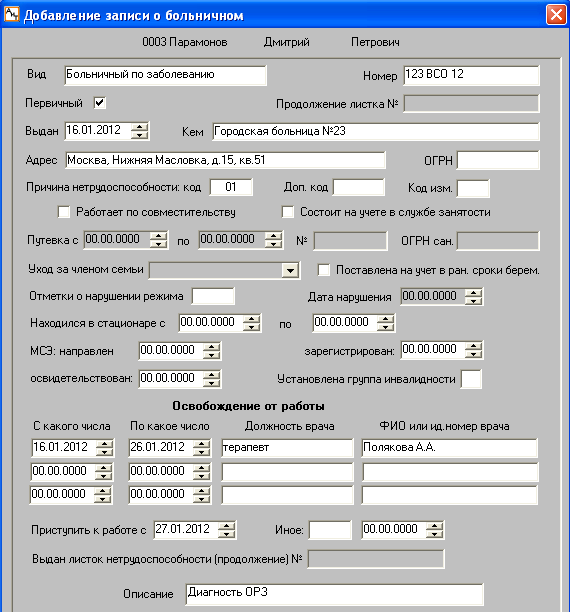 Добавление записи о больничном
0003 Парамонов Дмитрий Петрович
Вид Больничный по заболеванию Номер 123 ВСО 12
Первичный Продолжение листка №
Выдан 16.01.2012 Кем Городская больница №23
Адрес Москва, Нижняя Масловка, д.15, кв.51 ОГРН
Причина нетрудоспособности: код 01 Доп. код Код изм.
Работает по совместительству Состоит на учете в службе занятости
Путевка с 00.00.0000 по 00.00.0000 № ОГРН сан.
Уход за членом семьи Поставлена на учет в ран. сроки берем.
Отметки о нарушении режима Дата нарушения 00.00.0000
Находился в стационаре с 00.00.0000 по 00.00.0000
МСЭ: направлен 00.00.0000 зарегистрирован: 00.00.0000
освидетельствован: 00.00.0000 Установлена группа инвалидности
Освобождение от работы
С какого числа По какое число Должность врача ФИО или ид.номер врача
16.01.2012 26.01.2012 терапевт Полякова А.А.
00.00.0000 00.00.0000
00.00.0000 00.00.0000
Приступить к работе с 27.01.2012 Иное: 00.00.0000
Выдан листок нетрудоспособности (продолжение) №
Описание Диагность ОРЗ